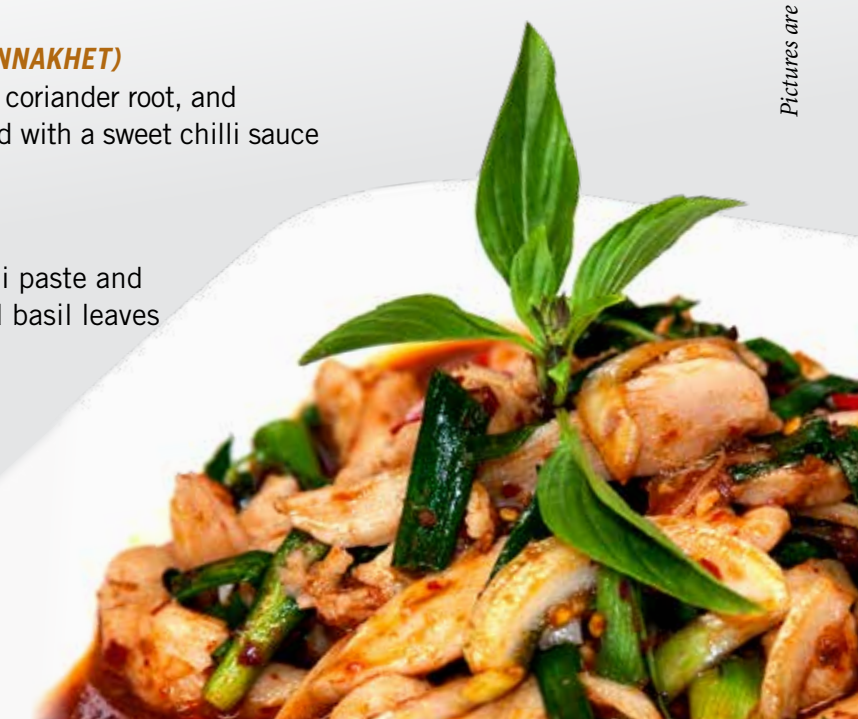 NNAKHET)
coriander root, and
d with a sweet chilli sauce
i paste and
l basil leaves
Pictures are